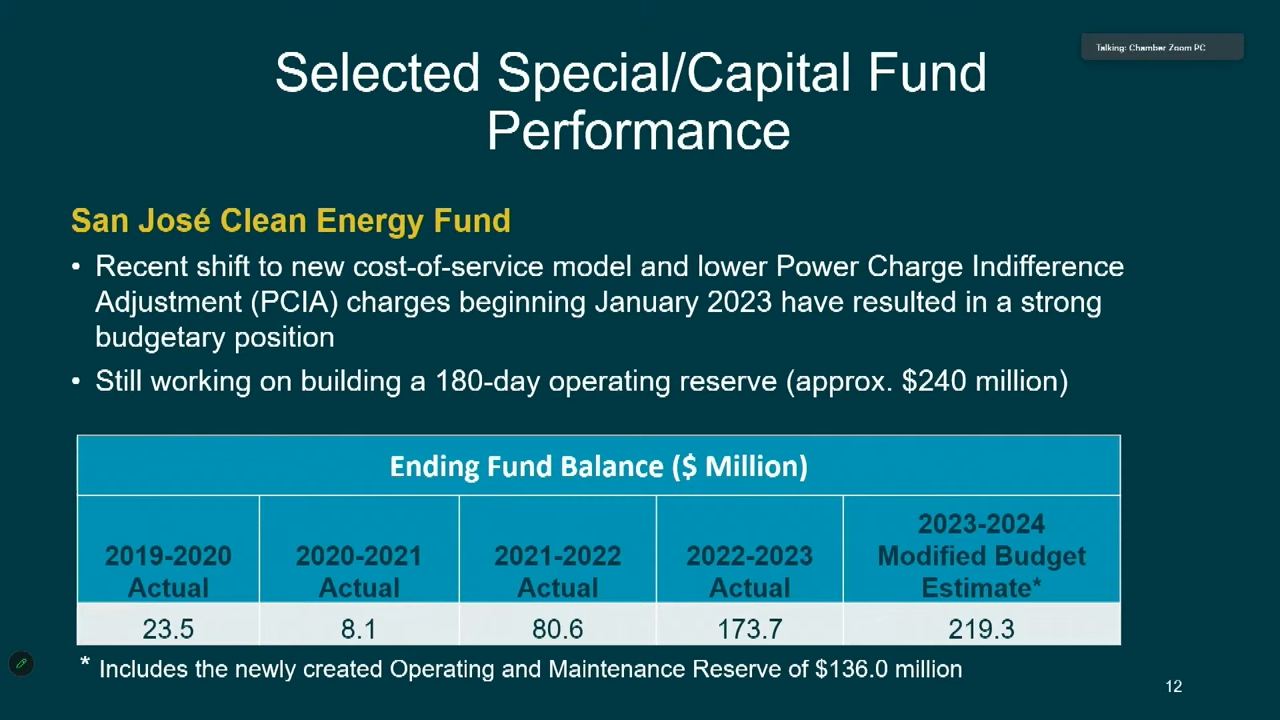 Talking: Chamber Zoom PC
Selected Special/Capital Fund
Performance
San José Clean Energy Fund
• Recent shift to new cost-of-service model and lower Power Charge Indifference
Adjustment (PCIA) charges beginning January 2023 have resulted in a strong
budgetary position
• Still working on building a 180-day operating reserve (approx. $240 million)
Ending Fund Balance ($ Million)
2019-2020 Actual
2020-2021 Actual
2021-2022 Actual
2022-2023 Actual
2023-2024 Modified Budget Estimate*
23.5 8.1 80.6 173.7 219.3
* Includes the newly created Operating and Maintenance Reserve of $136.0 million
12